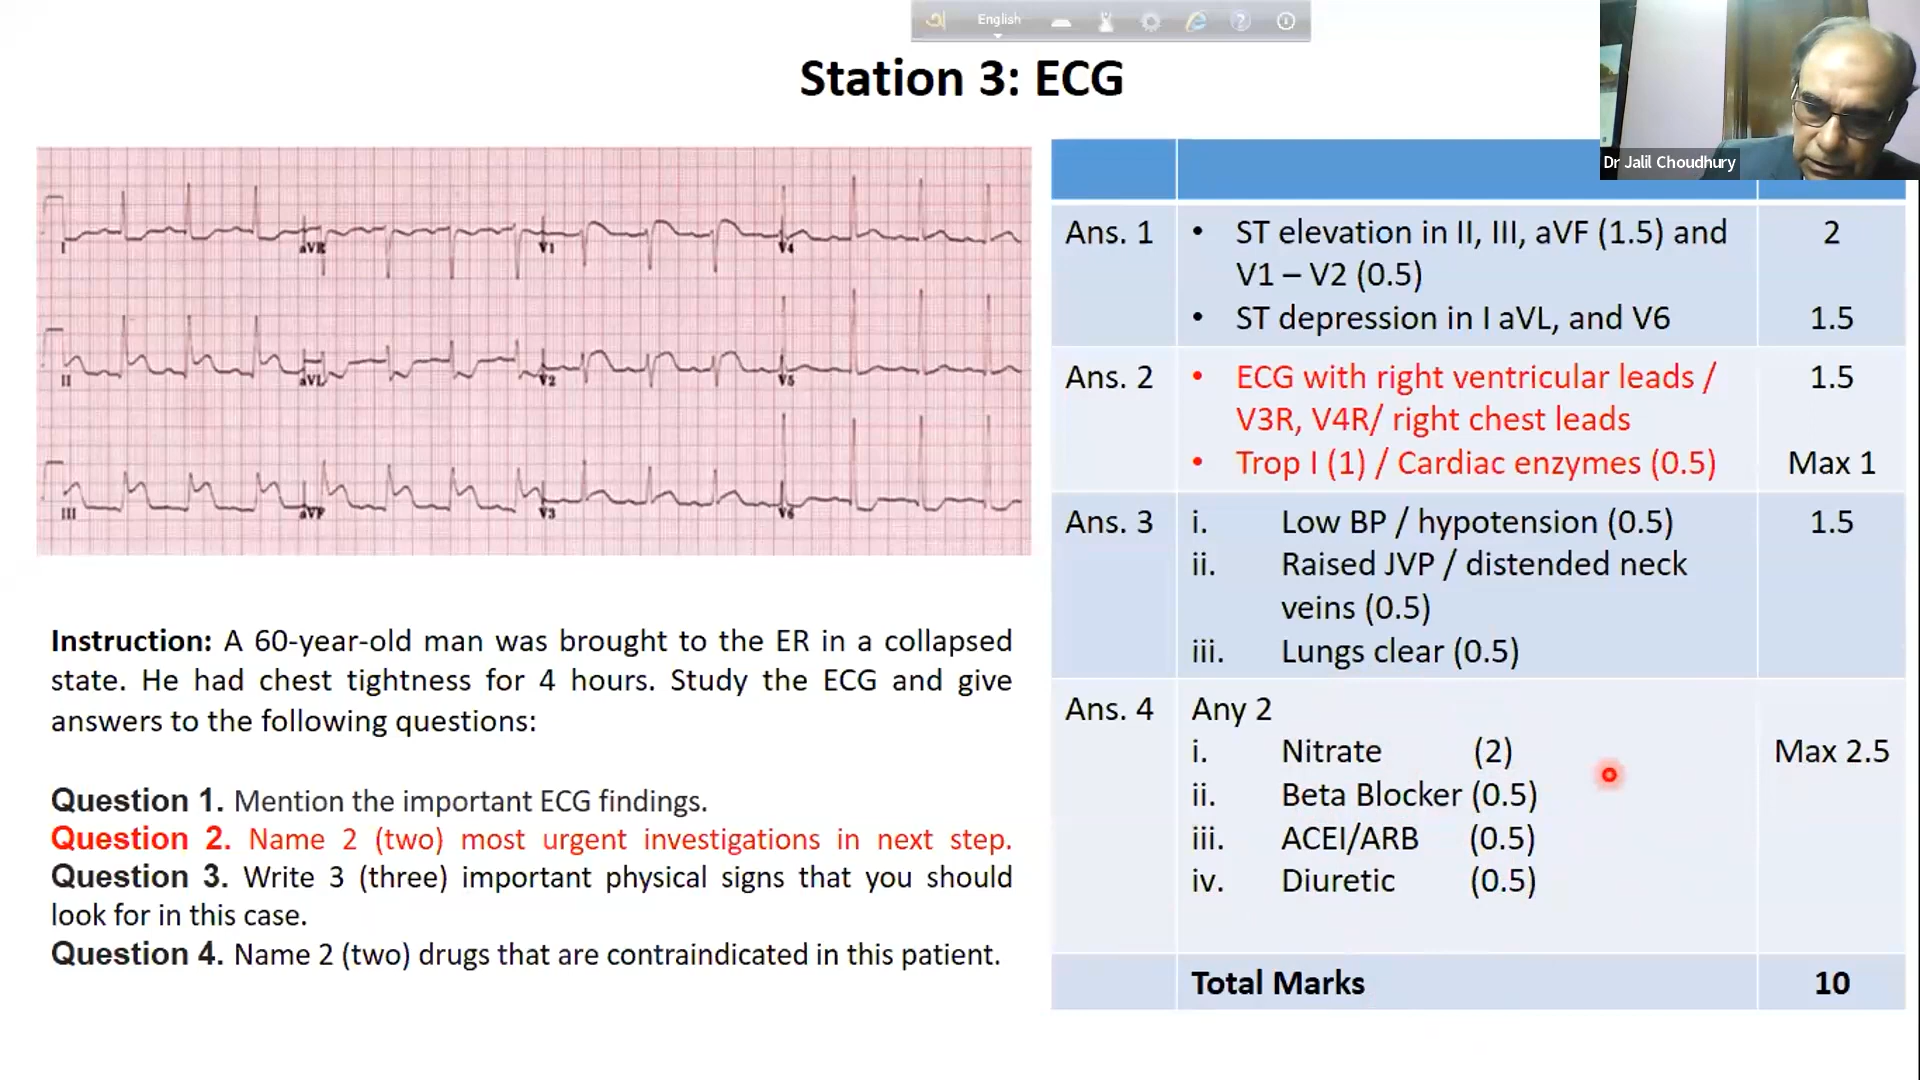 English
Station 3: ECG
Dr Jalil Choudhury
I
aVR
V1
V4
II
aVL
V2
V5
III
aVF
V3
V6
Instruction: A 60-year-old man was brought to the ER in a collapsed
state. He had chest tightness for 4 hours. Study the ECG and give
answers to the following questions:
Question 1. Mention the important ECG findings.
Question 2. Name 2 (two) most urgent investigations in next step.
Question 3. Write 3 (three) important physical signs that you should
look for in this case.
Question 4. Name 2 (two) drugs that are contraindicated in this patient.
Ans. 1 • ST elevation in II, III, aVF (1.5) and 2
V1 – V2 (0.5)
• ST depression in I aVL, and V6 1.5
Ans. 2 • ECG with right ventricular leads / 1.5
V3R, V4R/ right chest leads
• Trop I (1) / Cardiac enzymes (0.5) Max 1
Ans. 3 i. Low BP / hypotension (0.5) 1.5
ii. Raised JVP / distended neck
veins (0.5)
iii. Lungs clear (0.5)
Ans. 4 Any 2
i. Nitrate (2) Max 2.5
ii. Beta Blocker (0.5)
iii. ACEI/ARB (0.5)
iv. Diuretic (0.5)
Total Marks 10